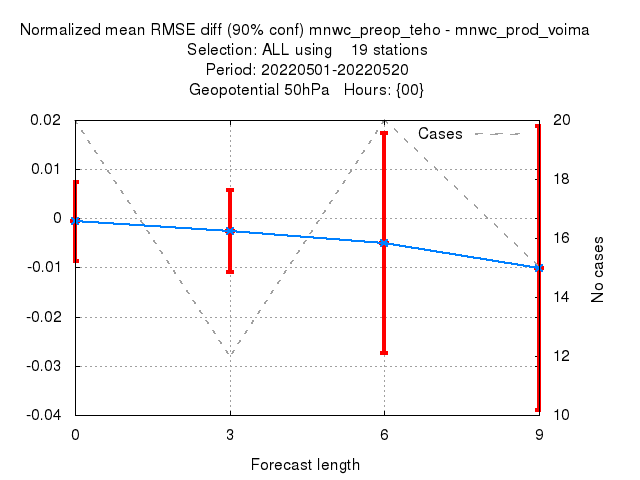 Normalized mean RMSE diff (90% conf) mnwc_preop_teho - mnwc_prod_voima
Selection: ALL using    19 stations
Period: 20220501-20220520
Geopotential 50hPa   Hours: {00}
0.02
0.01
0
-0.01
-0.02
-0.03
-0.04
Cases
20
18
16
14
12
10
No cases
0 3 6 9
Forecast length